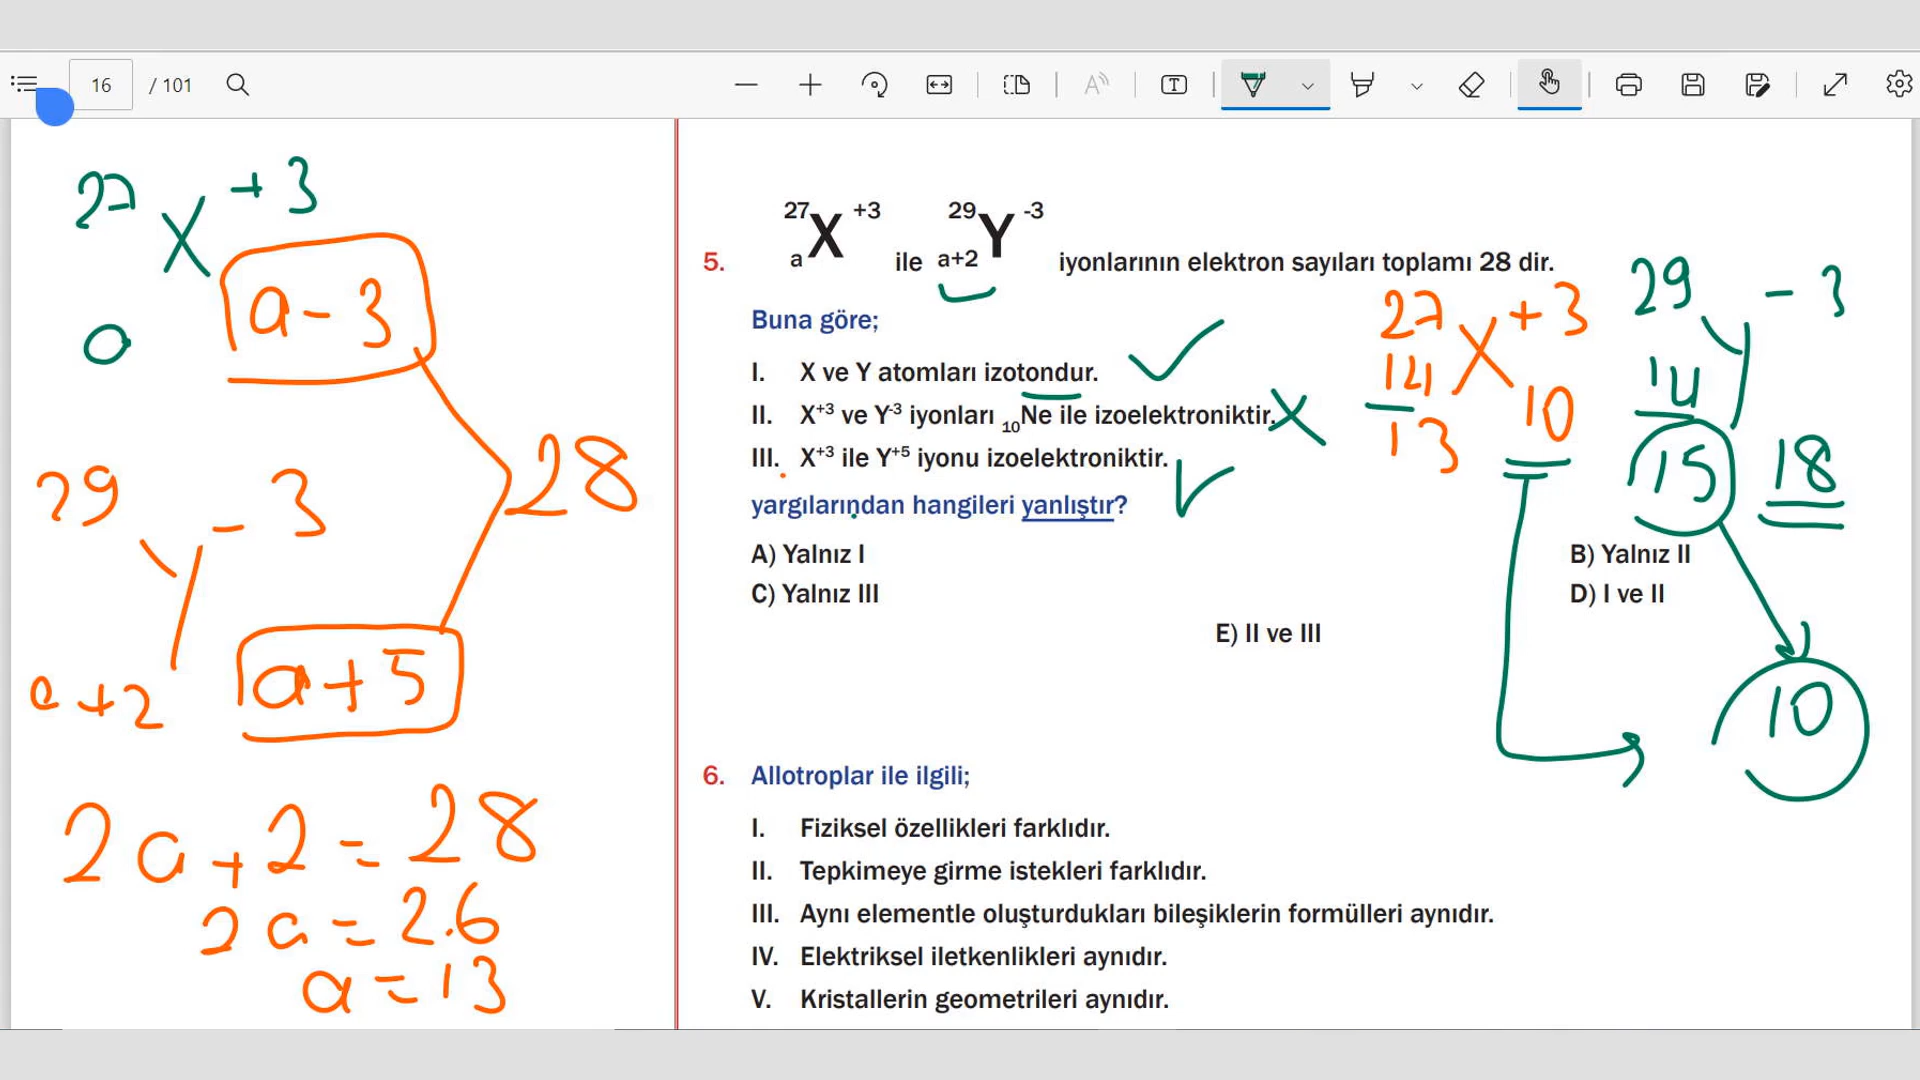 16 / 101
27 X +3
a
a - 3
29 Y - 3
a + 2
a + 5
28
2a + 2 = 28
2a = 26
a = 13
5. 27 a X +3 ile 29 a+2 Y -3 iyonlarının elektron sayıları toplamı 28 dir.
Buna göre;
I. X ve Y atomları izotondur.
II. X+3 ve Y-3 iyonları 10Ne ile izoelektroniktir.
III. X+3 ile Y+5 iyonu izoelektroniktir.
yargılarından hangileri yanlıştır?
A) Yalnız I
B) Yalnız II
C) Yalnız III
D) I ve II
E) II ve III
27 X +3
14
13
10
29 Y - 3
14
15
18
10
6. Allotroplar ile ilgili;
I. Fiziksel özellikleri farklıdır.
II. Tepkimeye girme istekleri farklıdır.
III. Aynı elementle oluşturdukları bileşiklerin formülleri aynıdır.
IV. Elektriksel iletkenlikleri aynıdır.
V. Kristallerin geometrileri aynıdır.